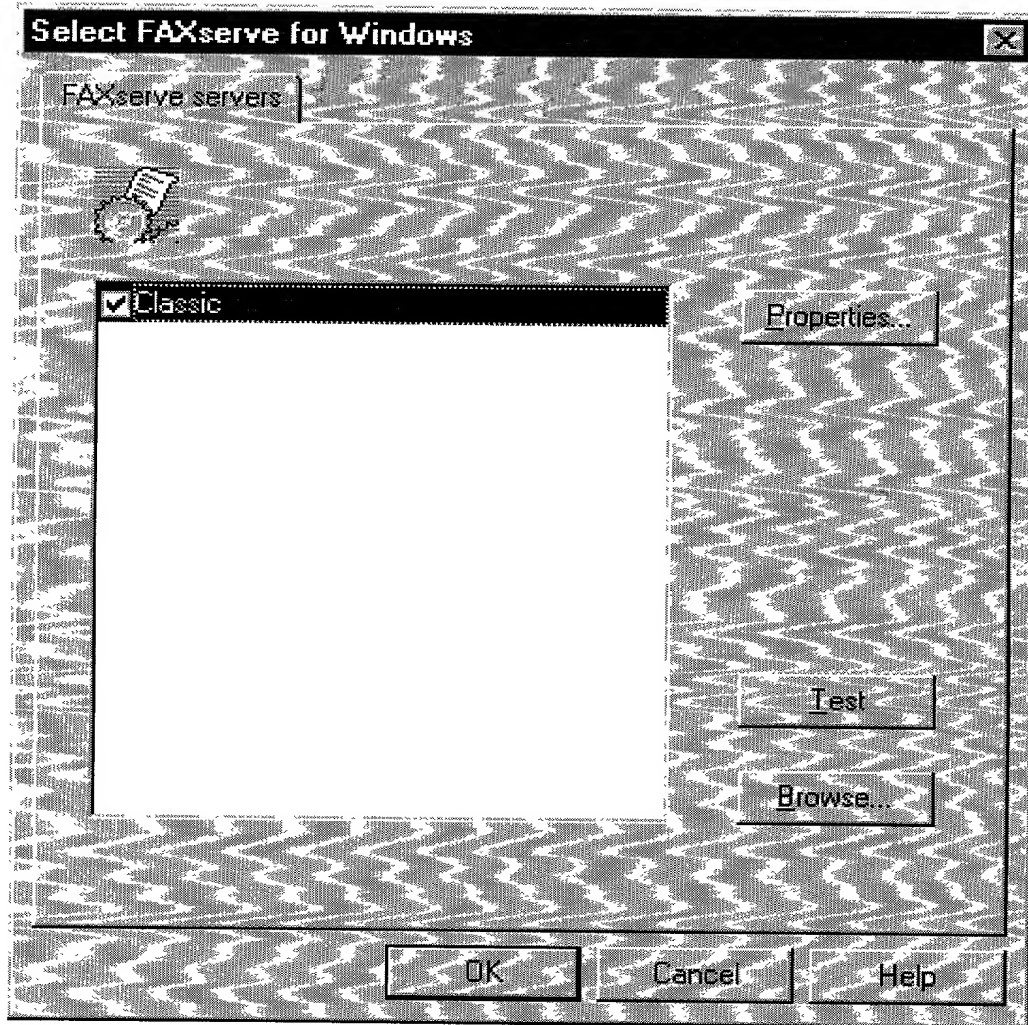 Select FAXserve for Windows
FAXserve servers
Classic
Properties...
Test
Browse...
OK
Cancel
Help